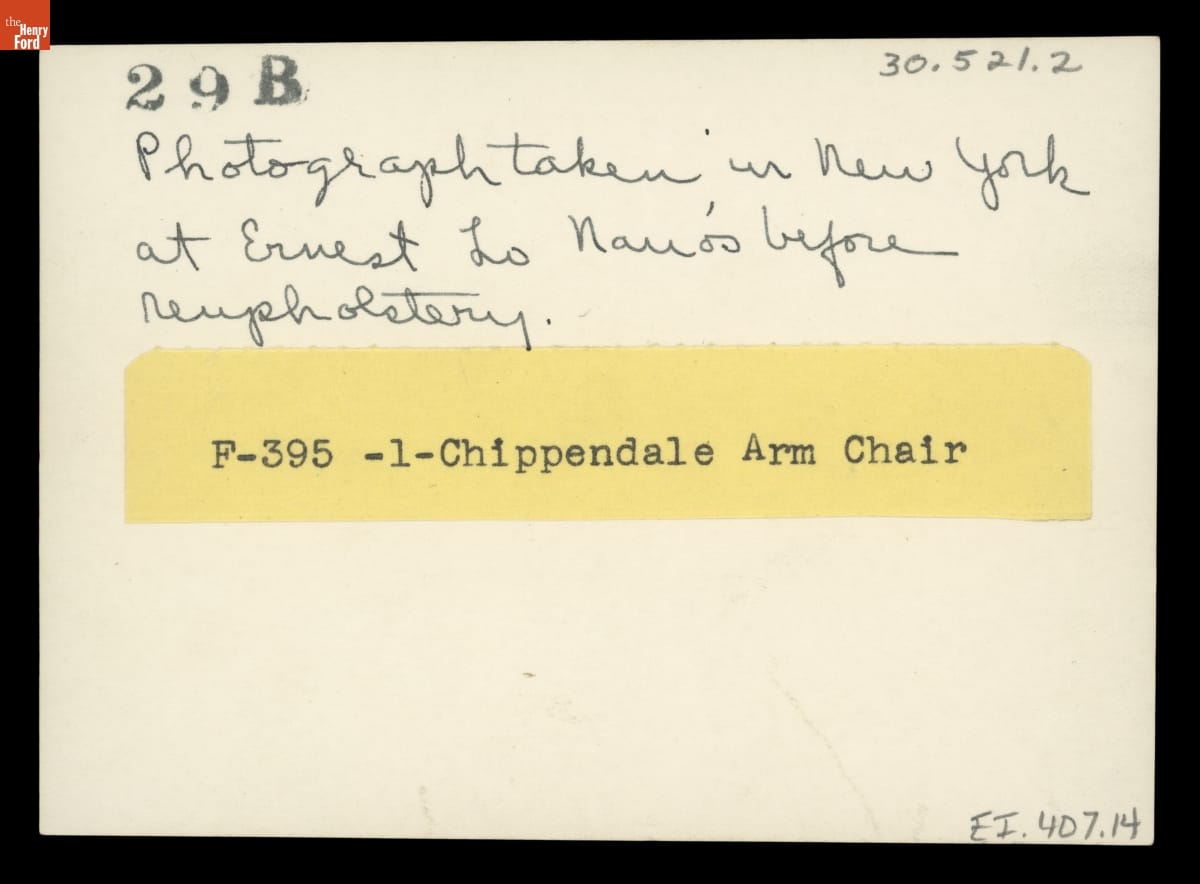 the
Henry
Ford
29B
30.521.2
Photograph taken in New York
at Ernest Lo Nano's before
reupholstery.
F-395 -1-Chippendale Arm Chair
EI.407.14